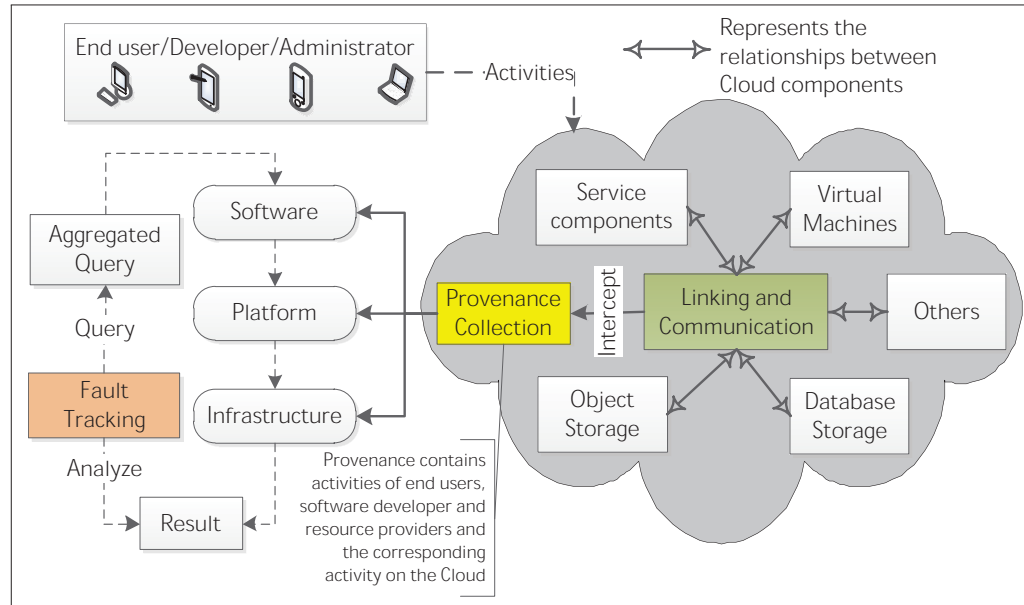 End user/Developer/Administrator
Activities
Represents the
relationships between
Cloud components
Software
Platform
Infrastructure
Aggregated
Query
Query
Fault
Tracking
Analyze
Result
Provenance
Collection
Intercept
Service
components
Virtual
Machines
Linking and
Communication
Others
Object
Storage
Database
Storage
Provenance contains
activities of end users,
software developer and
resource providers and
the corresponding
activity on the Cloud